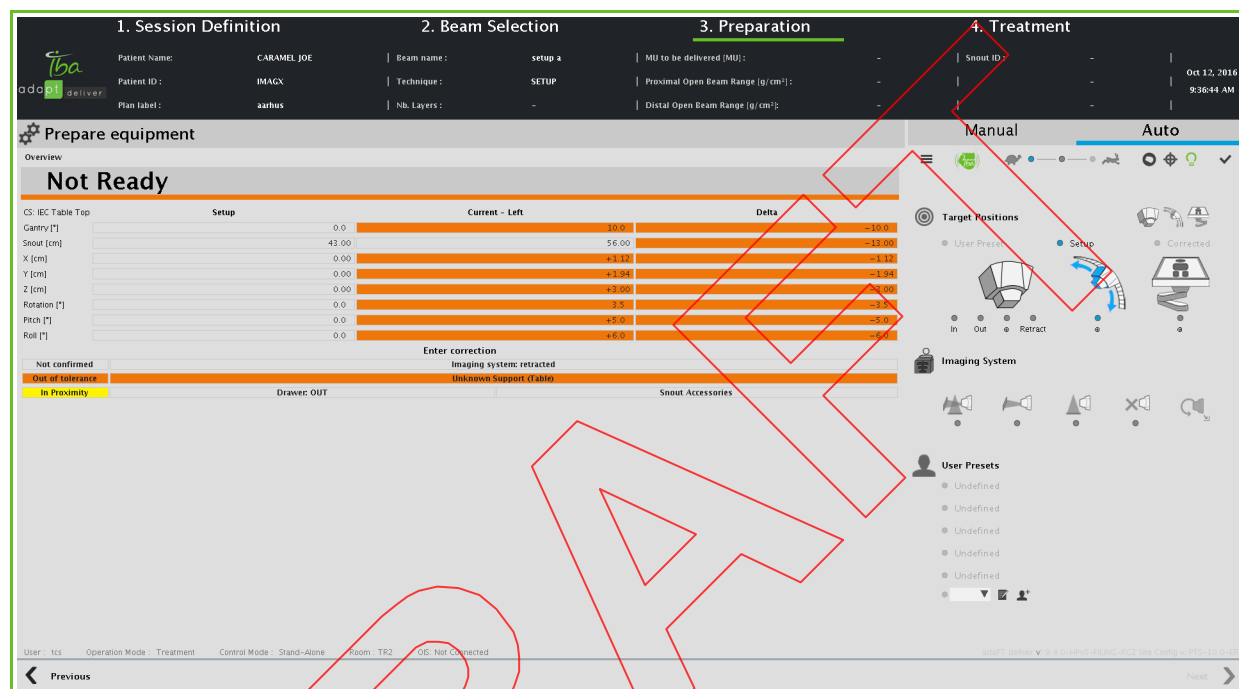 1. Session Definition 2. Beam Selection 3. Preparation 4. Treatment
iba
adapt deliver
Patient Name: CARAMEL JOE | Beam name : setup a | MU to be delivered [MU] : – | Snout ID : – |
Patient ID : IMAGX | Technique : SETUP | Proximal Open Beam Range [g/cm²] : – | – |
Plan label : aarhus | Nb. Layers : – | Distal Open Beam Range [g/cm²]: – | – |
Oct 12, 2016
9:36:44 AM
Prepare equipment
Manual Auto
Overview
Not Ready
CS: IEC Table Top Setup Current – Left Delta
Gantry [°] 0.0 10.0 −10.0
Snout [cm] 43.00 56.00 −13.00
X [cm] 0.00 +1.12 −1.12
Y [cm] 0.00 +1.94 −1.94
Z [cm] 0.00 +3.00 −3.00
Rotation [°] 0.0 3.5 −3.5
Pitch [°] 0.0 +5.0 −5.0
Roll [°] 0.0 +6.0 −6.0
Enter correction
Not confirmed Imaging system: retracted
Out of tolerance Unknown Support (Table)
In Proximity Drawer: OUT Snout Accessories
Target Positions
User Preset Setup Corrected
In Out Retract
Imaging System
User Presets
Undefined
Undefined
Undefined
Undefined
Undefined
User : tcs Operation Mode : Treatment Control Mode : Stand-Alone Room : TR2 OIS: Not Connected
adaPT deliver v.
Previous
Next